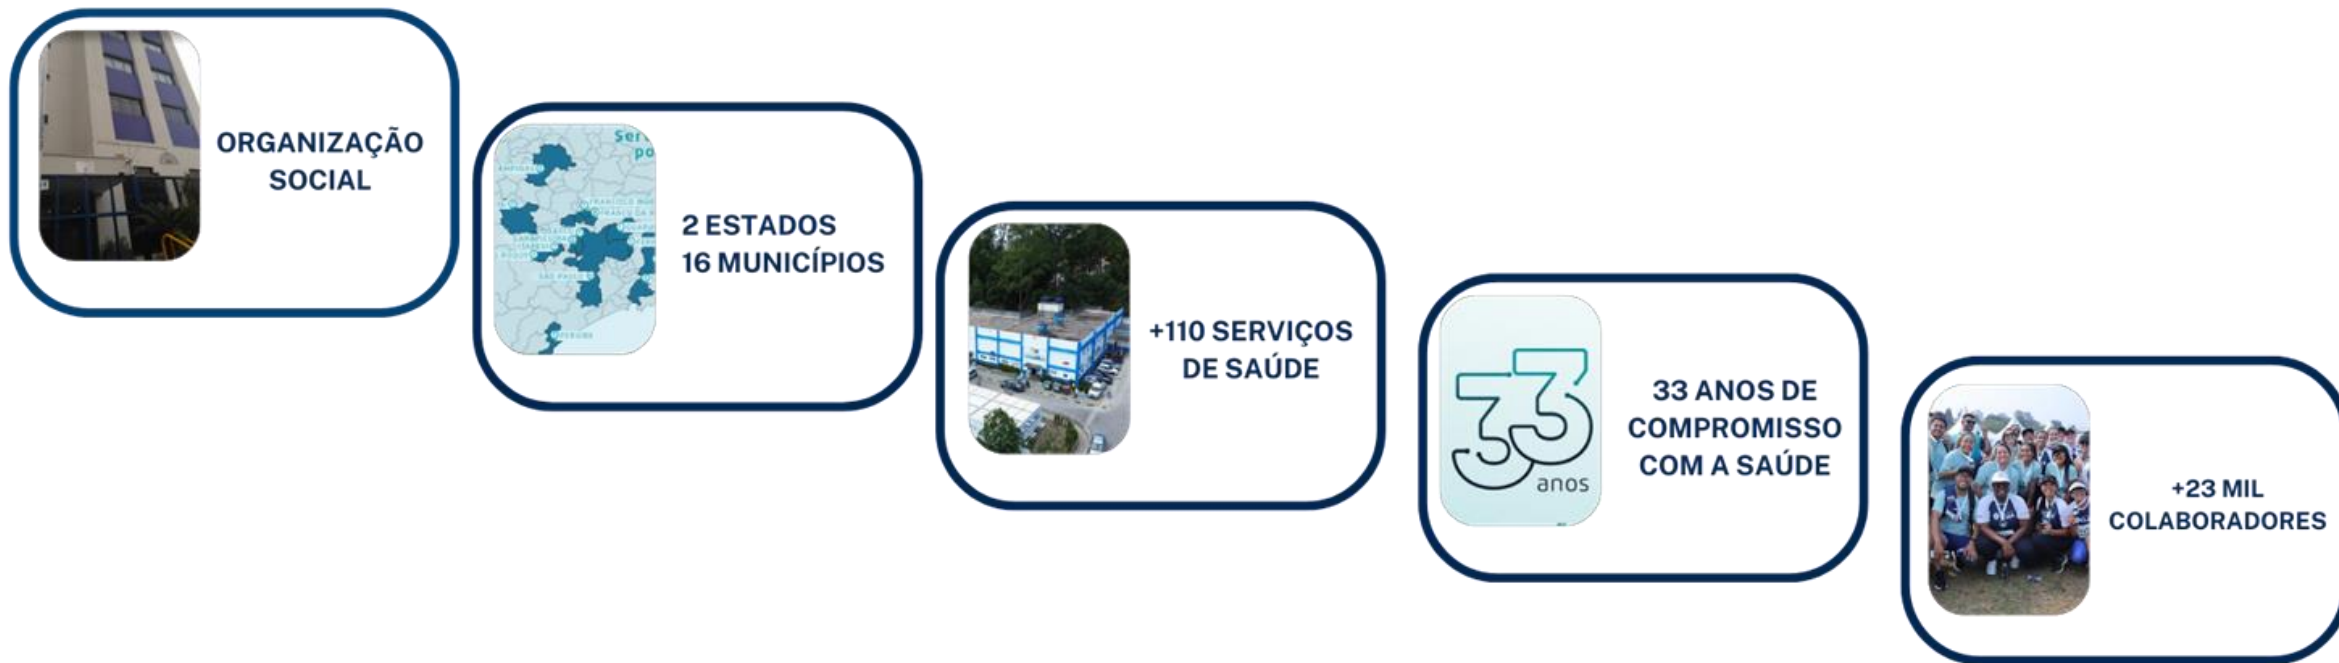 ORGANIZAÇÃO
SOCIAL
2 ESTADOS
16 MUNICÍPIOS
+110 SERVIÇOS
DE SAÚDE
33
anos
33 ANOS DE
COMPROMISSO
COM A SAÚDE
+23 MIL
COLABORADORES